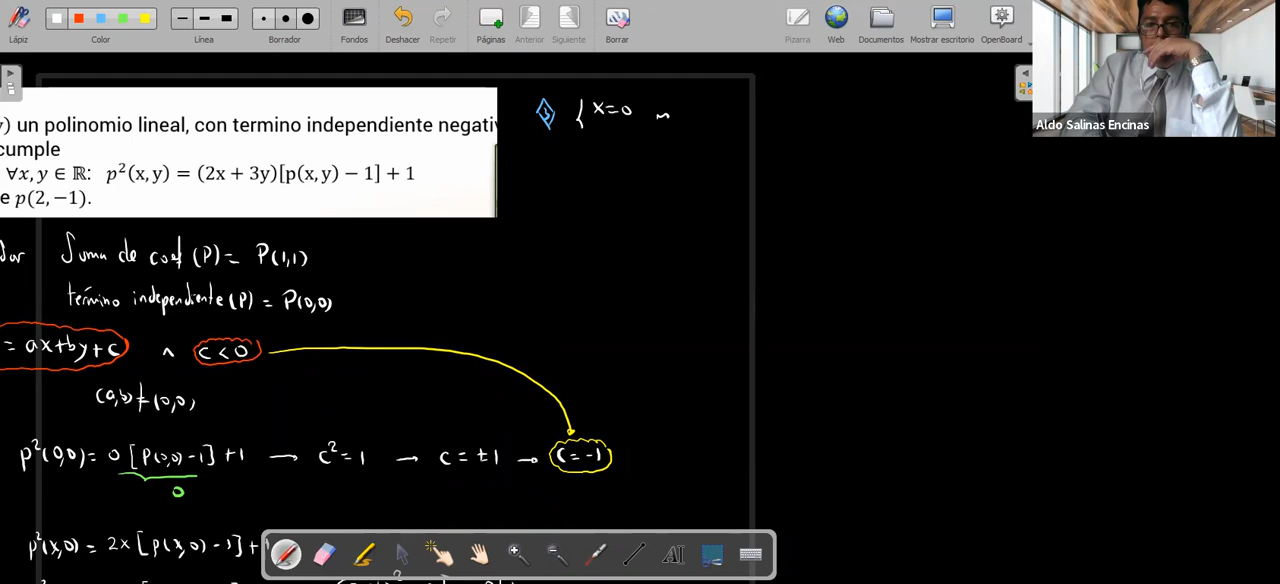 Lápiz Color Línea Borrador Fondos Deshacer Repetir Páginas Anterior Siguiente Borrar Pizarra Web Documentos Mostrar escritorio OpenBoard
Aldo Salinas Encinas
y) un polinomio lineal, con termino independiente negati
cumple
∀x, y ∈ ℝ: p²(x,y) = (2x + 3y)[p(x,y) − 1] + 1
e p(2,−1).
{ x=0 ∧
dor Suma de coef (P) = P(1,1)
término independiente (P) = P(0,0)
= ax+by+c ∧ c < 0
(a,b) ≠ (0,0)
p²(0,0) = 0 [P(0,0) -1] +1 → c² = 1 → c = ±1 → c = -1
0
p²(x,0) = 2x [p(x,0) -1] +
AI